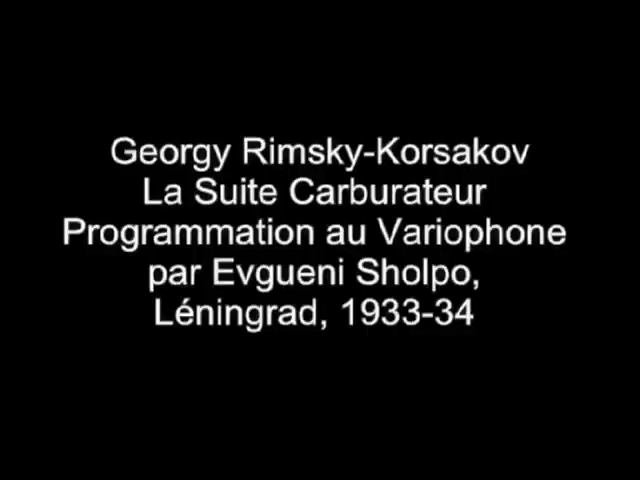 Georgy Rimsky-Korsakov
La Suite Carburateur
Programmation au Variophone
par Evgueni Sholpo,
Léningrad, 1933-34